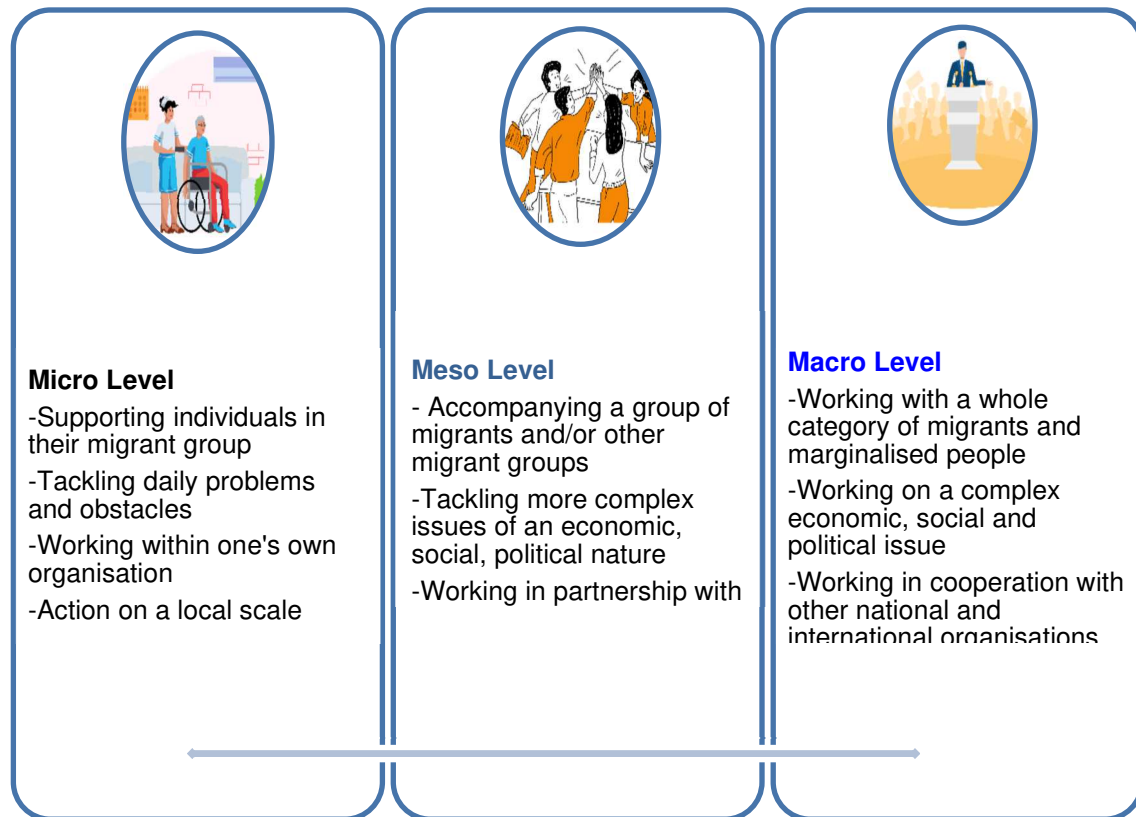 Micro Level
-Supporting individuals in
their migrant group
-Tackling daily problems
and obstacles
-Working within one's own
organisation
-Action on a local scale
Meso Level
- Accompanying a group of
migrants and/or other
migrant groups
-Tackling more complex
issues of an economic,
social, political nature
-Working in partnership with
Macro Level
-Working with a whole
category of migrants and
marginalised people
-Working on a complex
economic, social and
political issue
-Working in cooperation with
other national and
international organisations